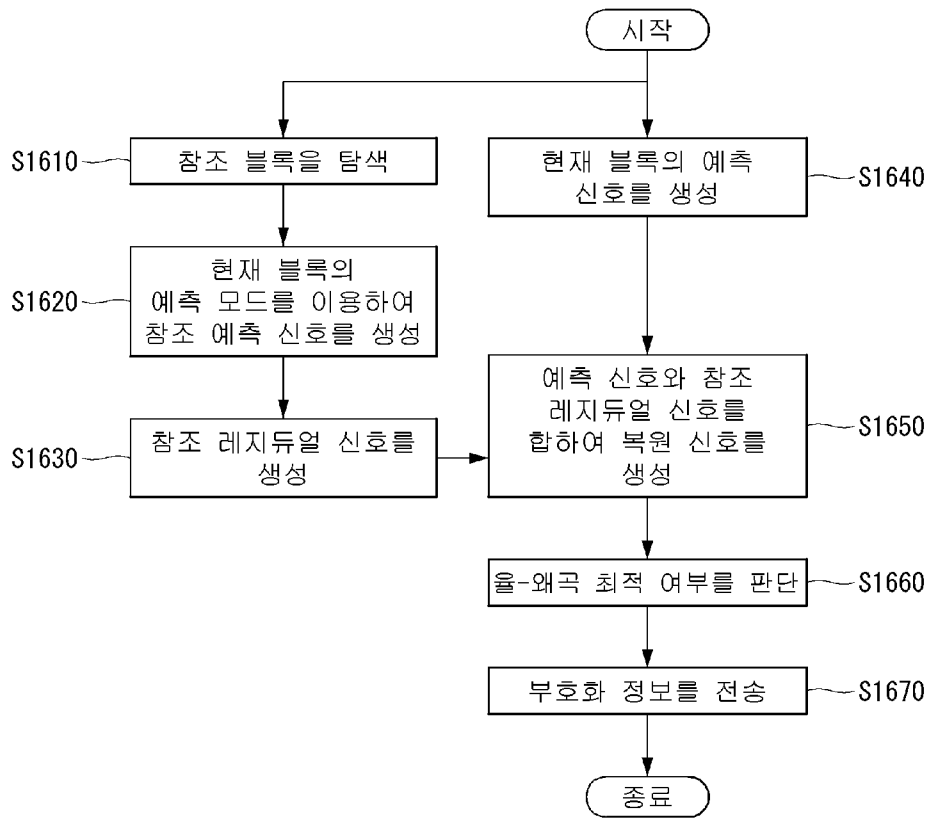 시작
S1610
참조 블록을 탐색
현재 블록의 예측
신호를 생성
S1640
S1620
현재 블록의
예측 모드를 이용하여
참조 예측 신호를 생성
예측 신호와 참조
레지듀얼 신호를
합하여 복원 신호를
생성
S1650
S1630
참조 레지듀얼 신호를
생성
율-왜곡 최적 여부를 판단
S1660
부호화 정보를 전송
S1670
종료